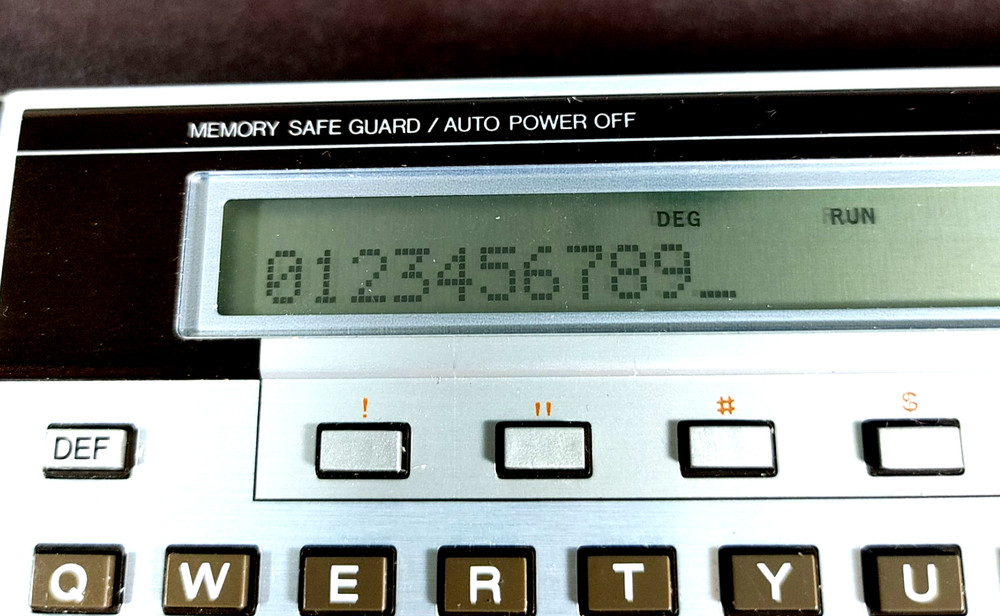 MEMORY SAFE GUARD / AUTO POWER OFF
DEG RUN
0123456789_
! " # $
DEF
Q W E R T Y U